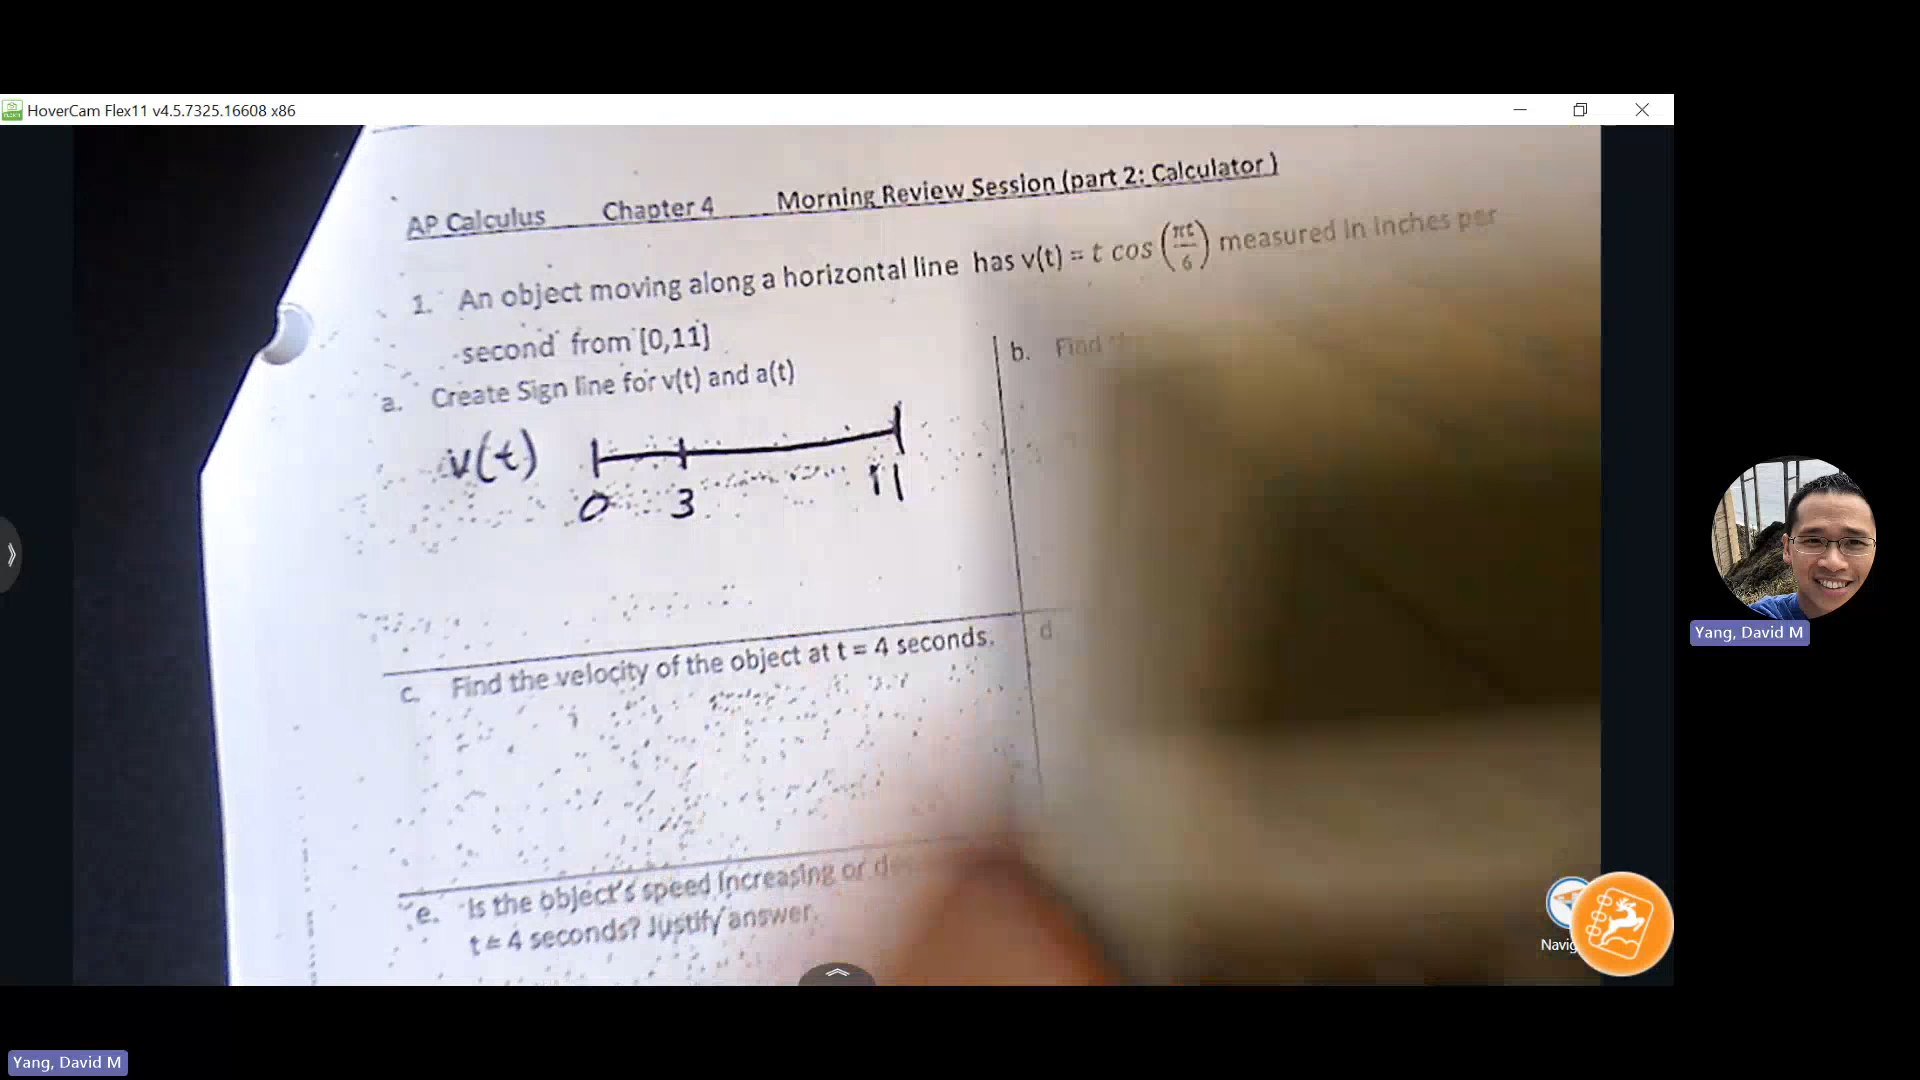 HoverCam Flex11 v4.5.7325.16608 x86
AP Calculus Chapter 4 Morning Review Session (part 2: Calculator )
1. An object moving along a horizontal line has v(t) = t cos (πt/6) measured in inches per
second from [0,11]
a. Create Sign line for v(t) and a(t)
b. Find
v(t)
0 3 11
c. Find the velocity of the object at t = 4 seconds.
d
e. Is the object's speed increasing or
t = 4 seconds? Justify answer.
Yang, David M
Yang, David M